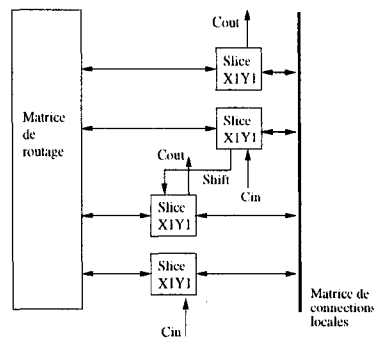 Cout
Slice
X1Y1
Slice
X1Y1
Matrice
de
routage
Cout
Shift
Cin
Slice
X1Y1
Slice
X1Y1
Matrice de
connections
locales
Cin